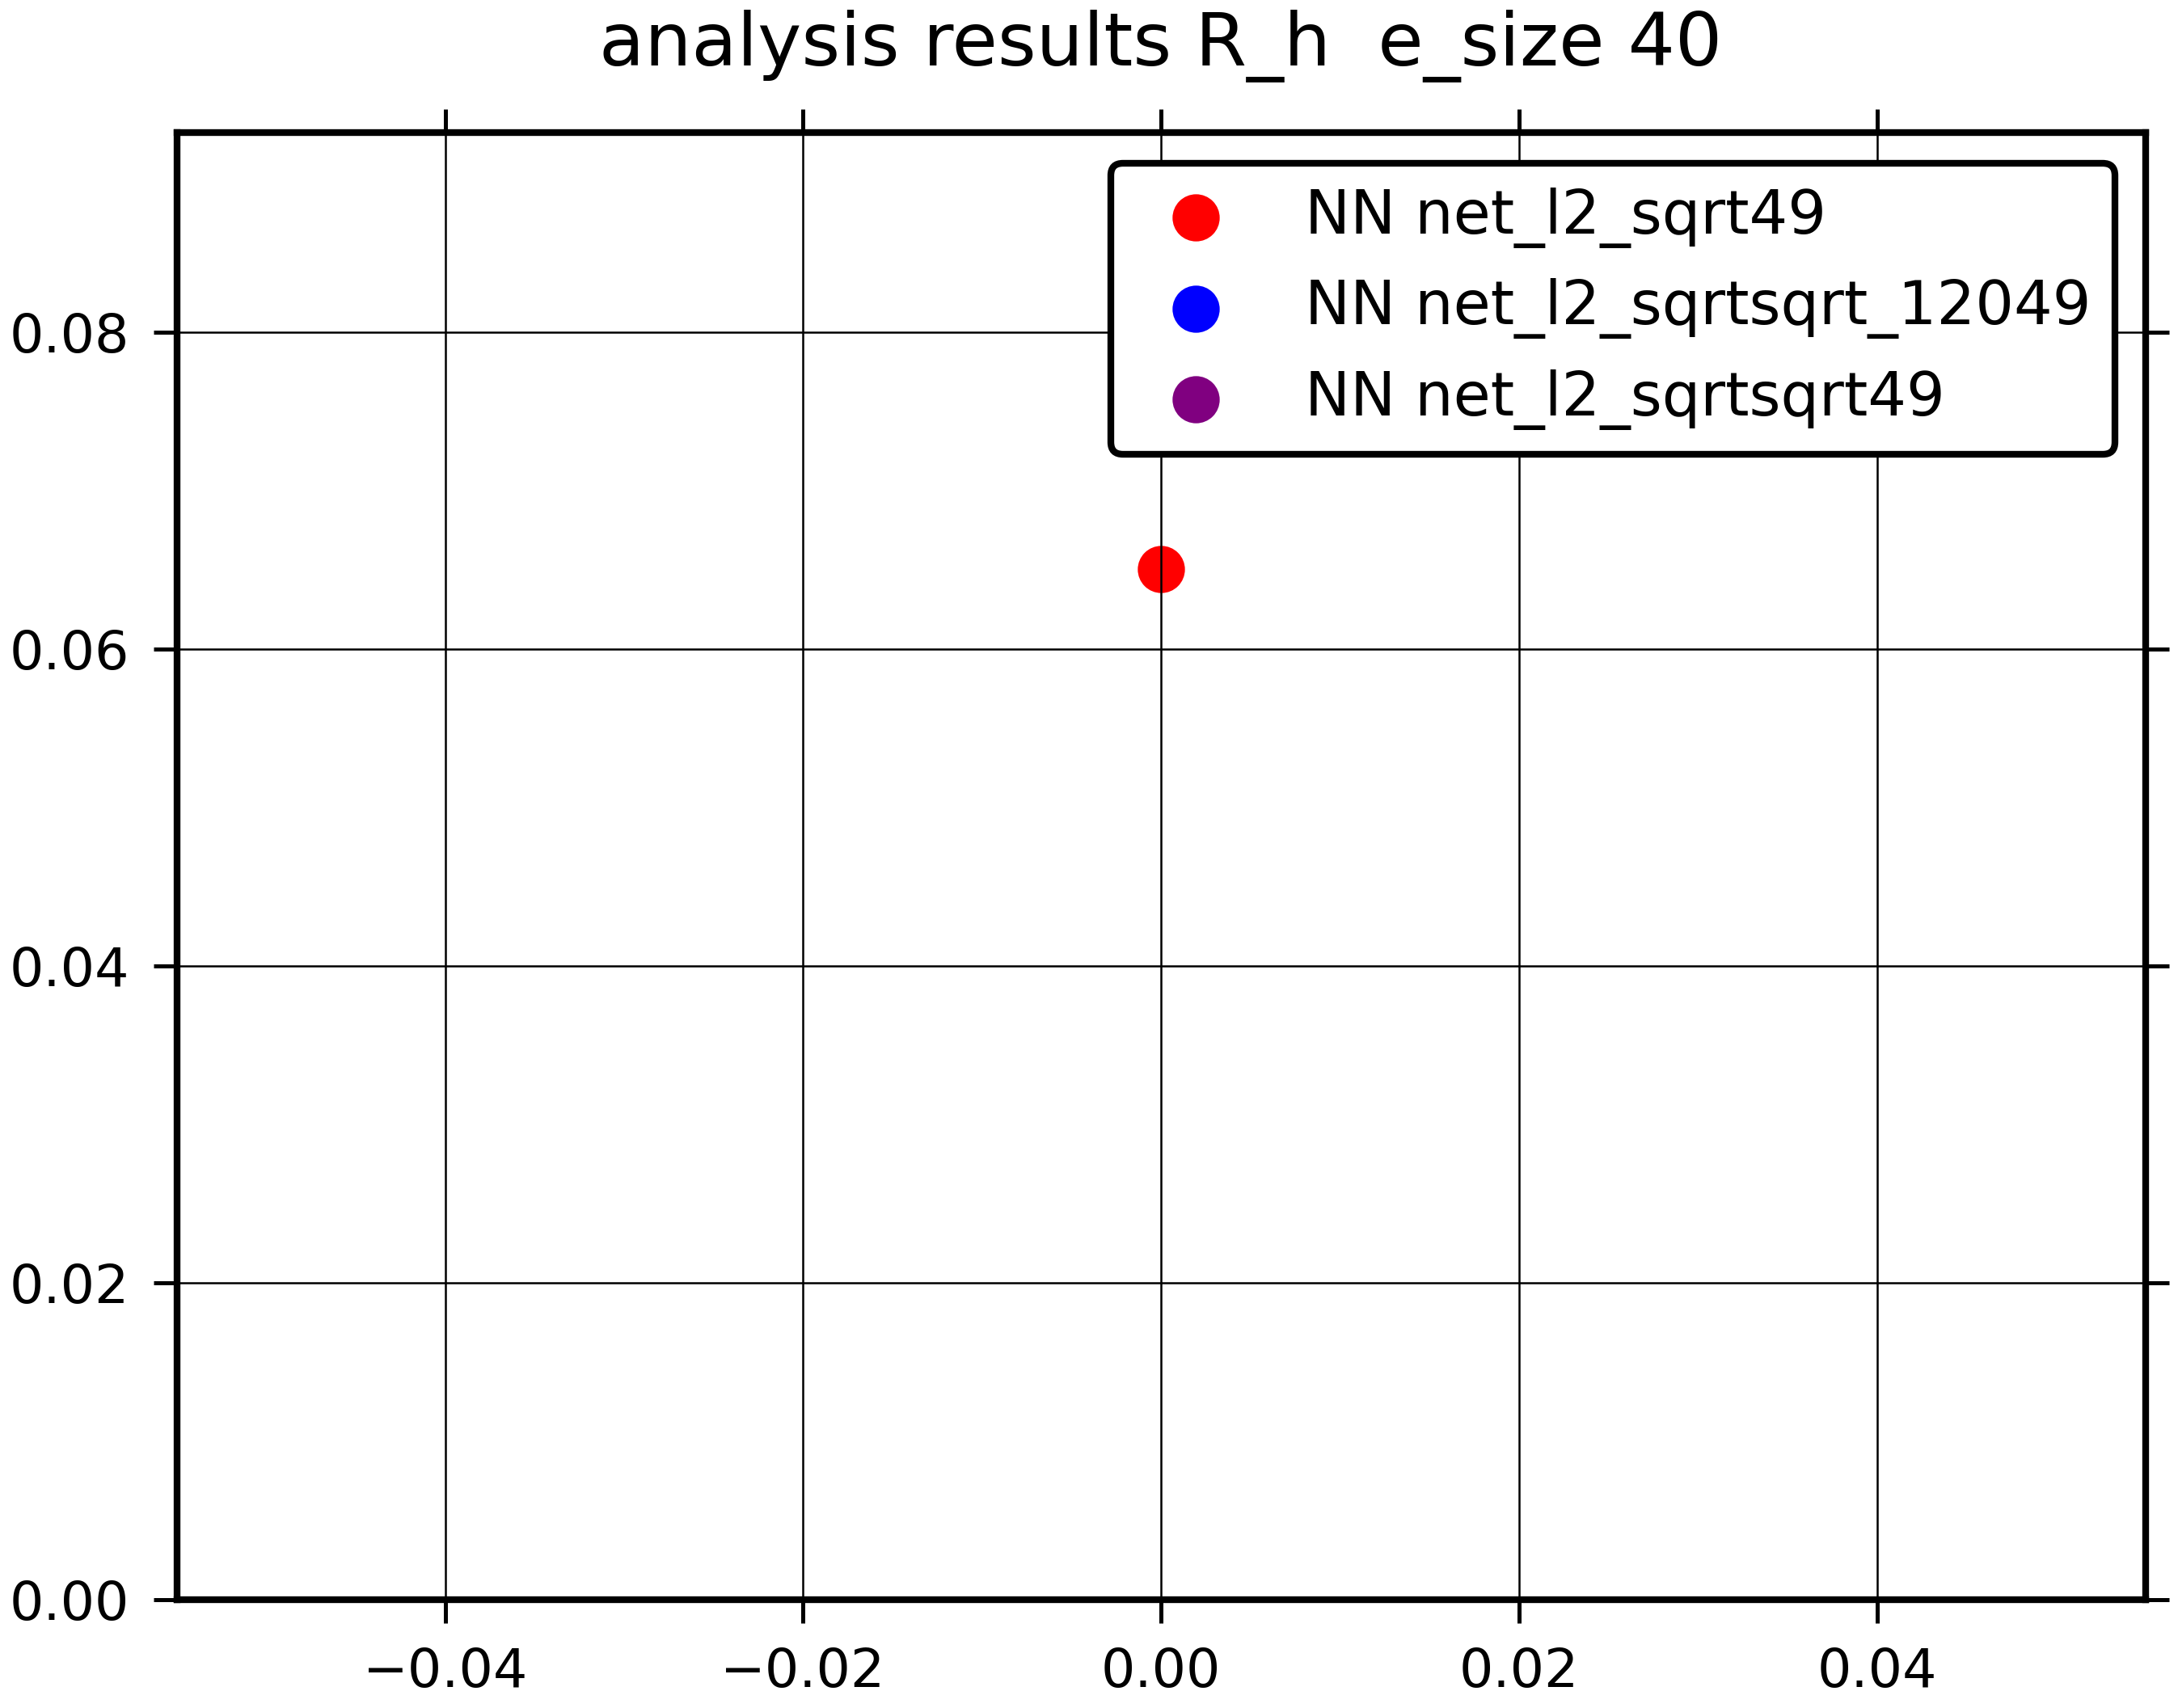 analysis results R_h  e_size 40
NN net_l2_sqrt49
NN net_l2_sqrtsqrt_12049
NN net_l2_sqrtsqrt49
0.08
0.06
0.04
0.02
0.00
−0.04 −0.02 0.00 0.02 0.04